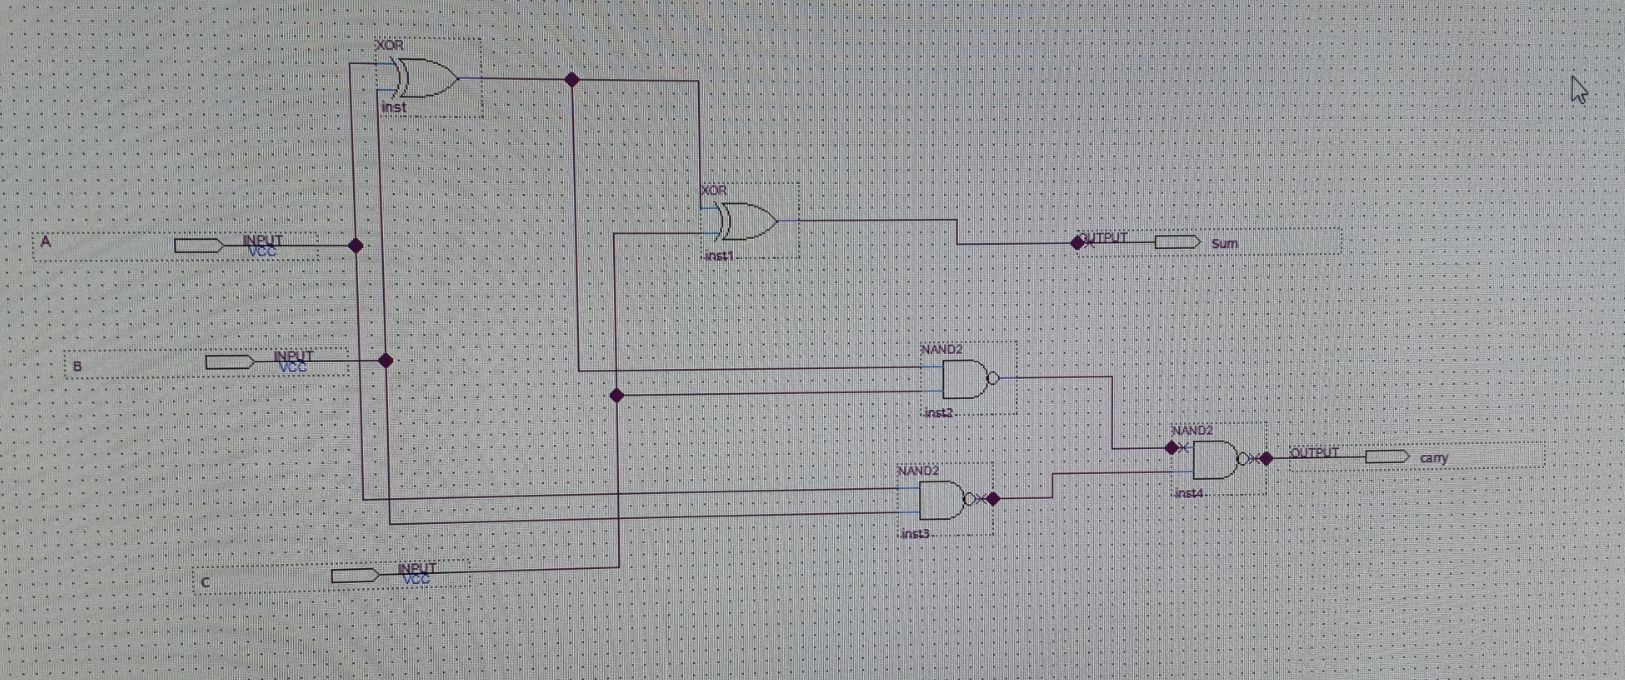 XOR
inst
XOR
inst1
A
INPUT
VCC
OUTPUT
Sum
B
INPUT
VCC
NAND2
inst2
NAND2
inst4
OUTPUT
carry
NAND2
inst3
C
INPUT
VCC